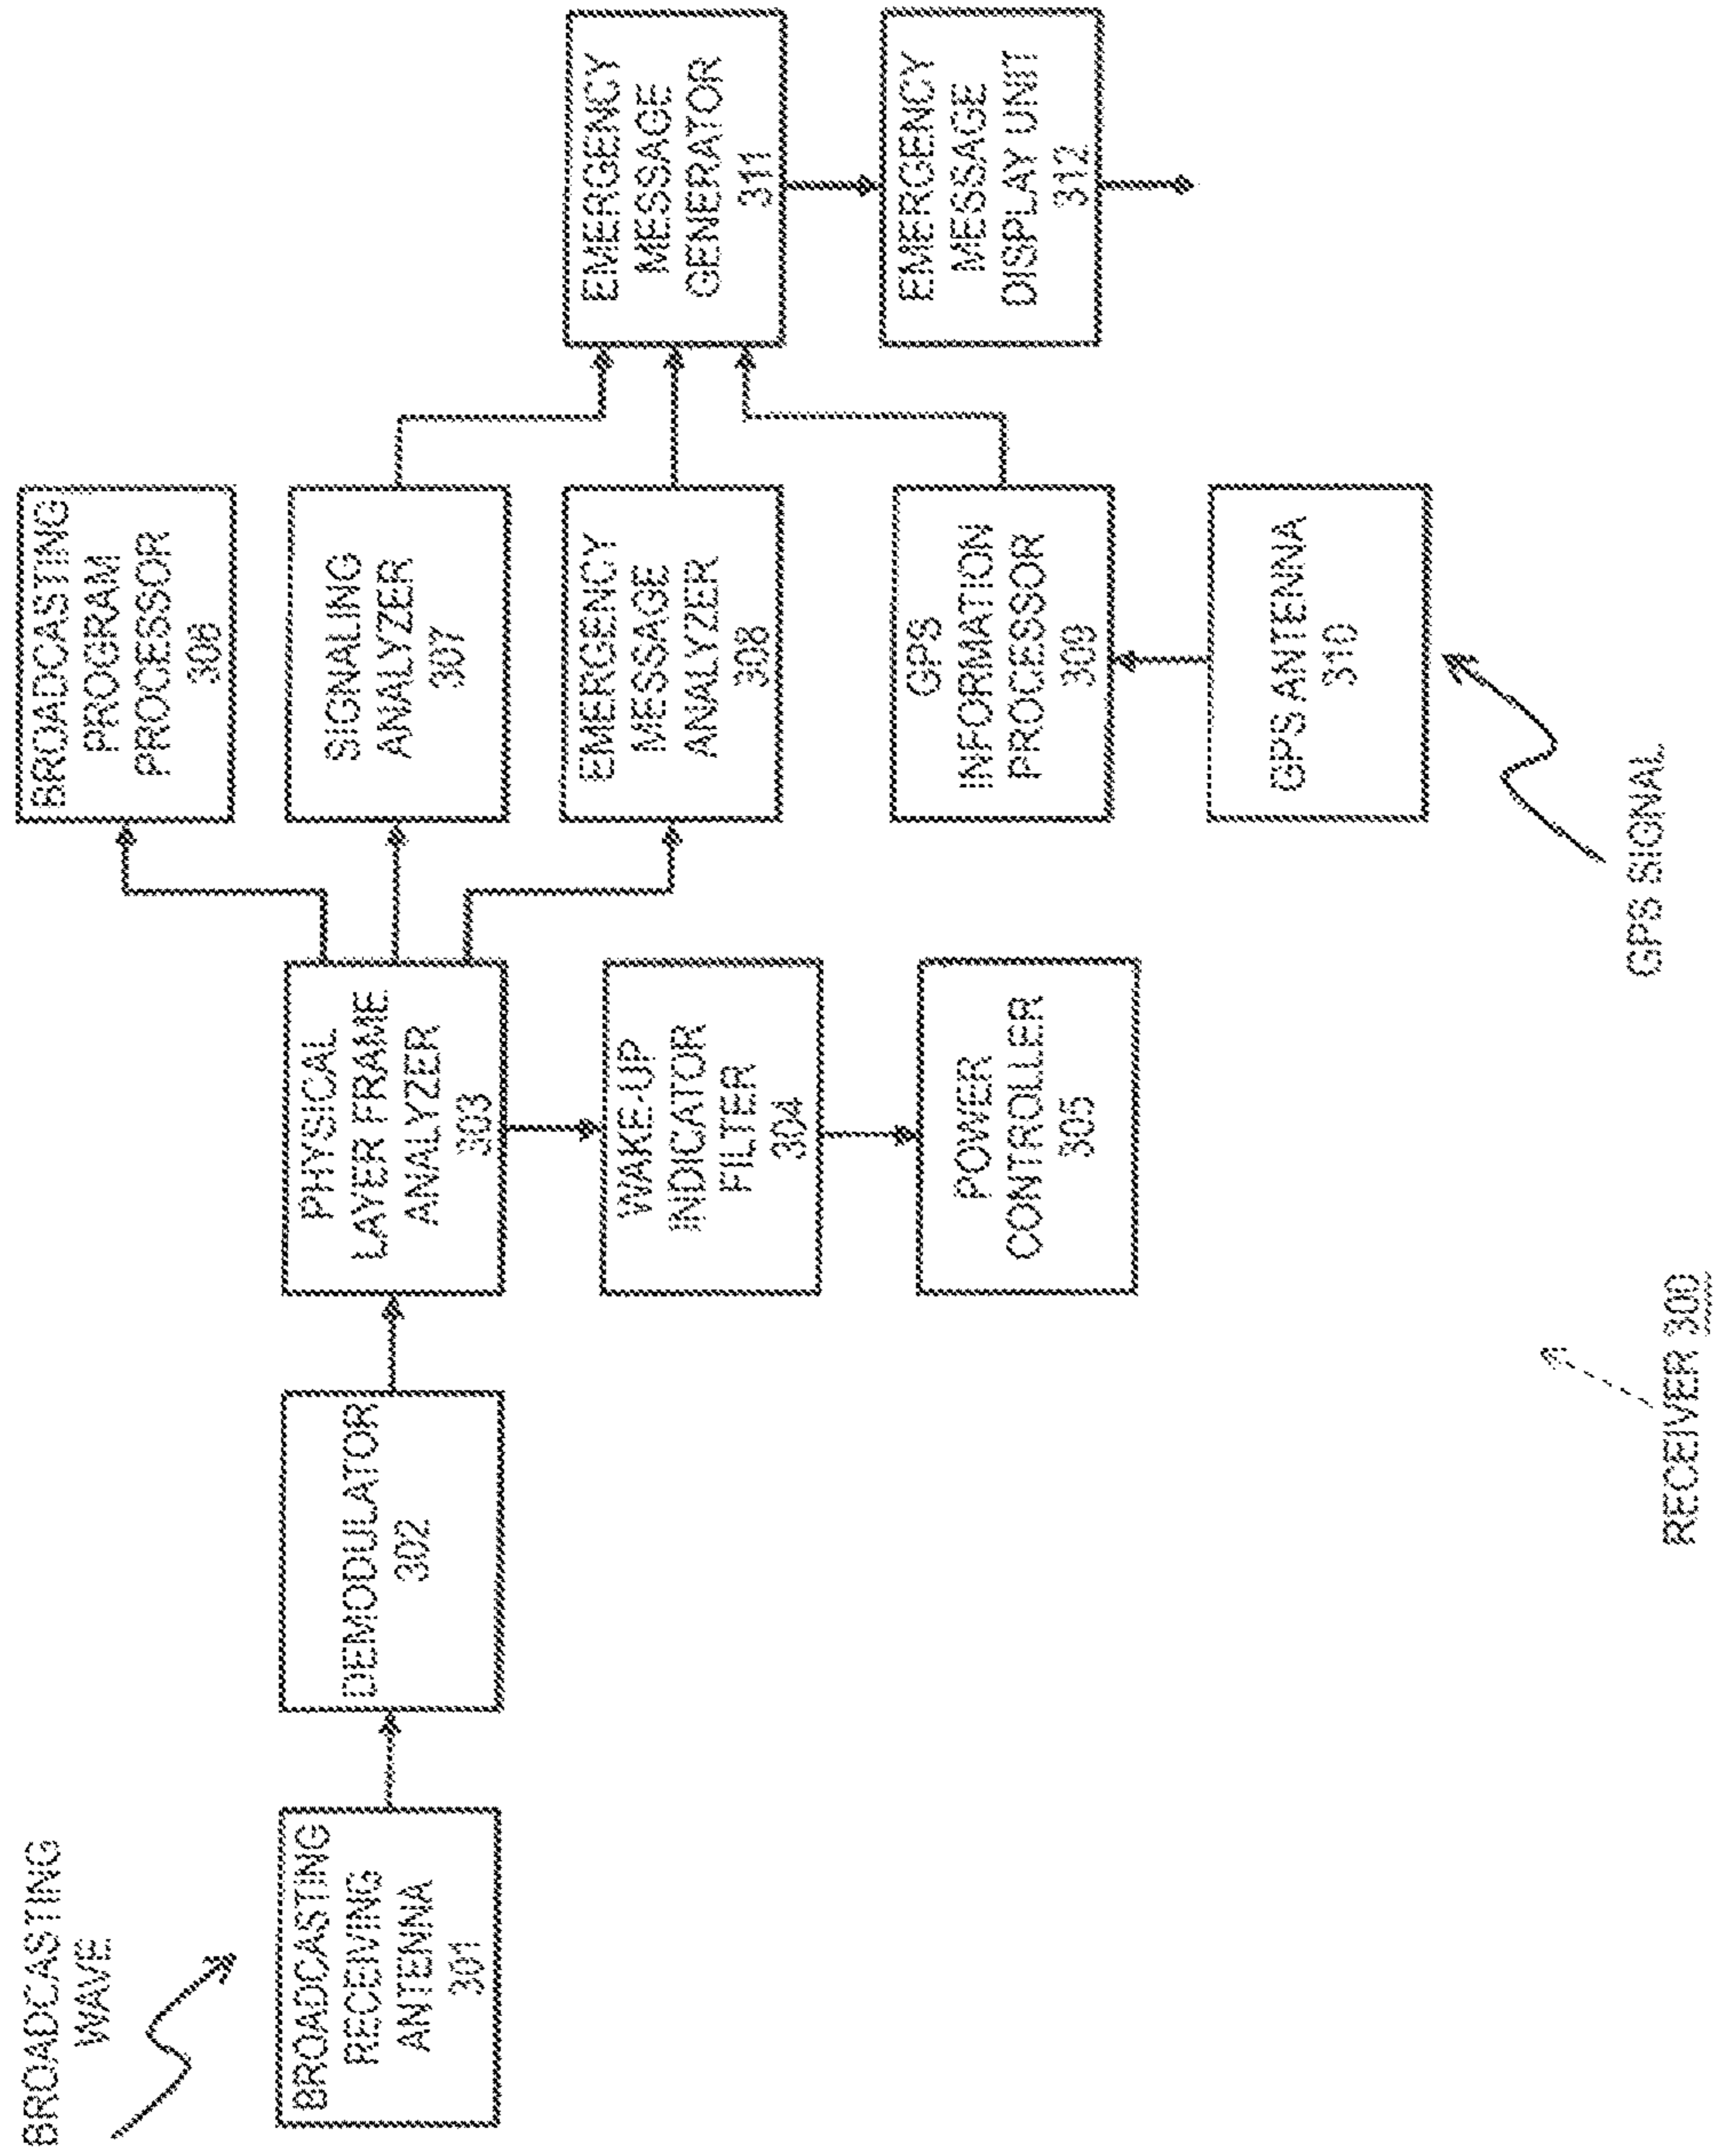 BROADCASTING
WAVE
BROADCASTING
RECEIVING
ANTENNA
301
DEMODULATOR
302
PHYSICAL
LAYER FRAME
ANALYZER
303
WAKE-UP
INDICATOR
FILTER
304
POWER
CONTROLLER
305
BROADCASTING
PROGRAM
PROCESSOR
306
SIGNALING
ANALYZER
307
EMERGENCY
MESSAGE
ANALYZER
308
GPS
INFORMATION
PROCESSOR
309
GPS ANTENNA
310
GPS SIGNAL
EMERGENCY
MESSAGE
GENERATOR
311
EMERGENCY
MESSAGE
DISPLAY UNIT
312
RECEIVER 300